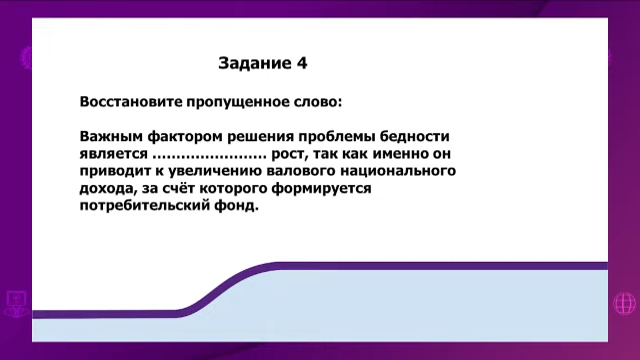 Задание 4
Восстановите пропущенное слово:
Важным фактором решения проблемы бедности
является ........................ рост, так как именно он
приводит к увеличению валового национального
дохода, за счёт которого формируется
потребительский фонд.